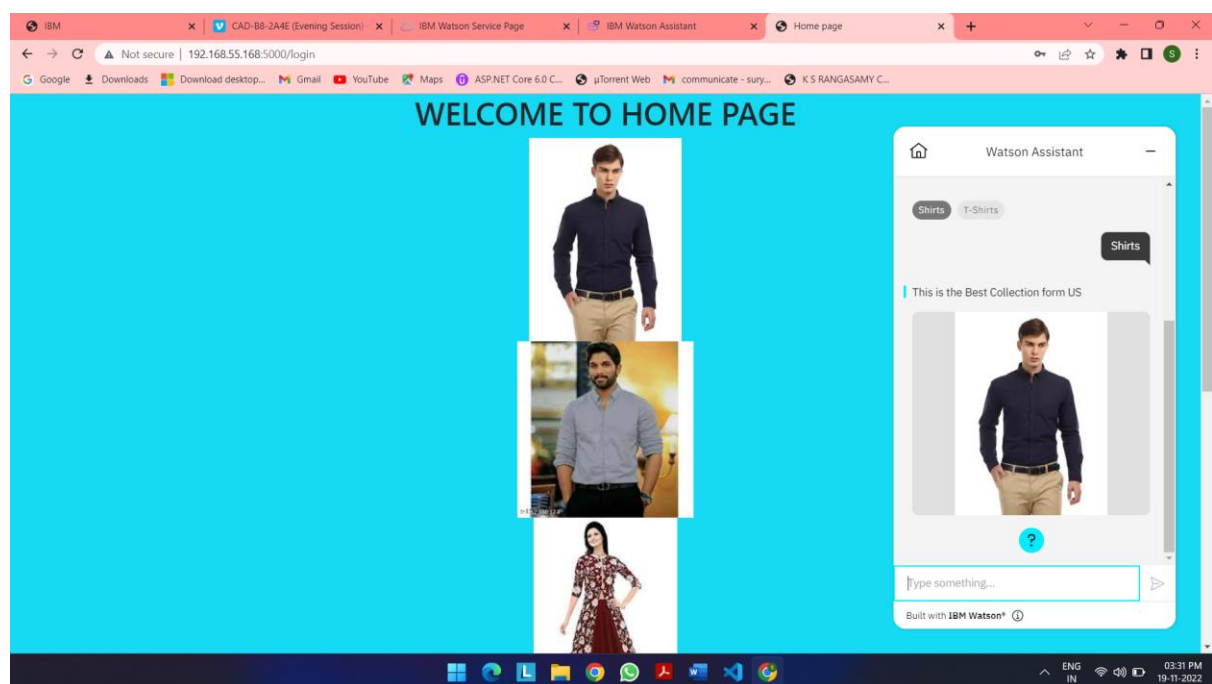 IBM
CAD-B8-2A4E (Evening Session)-
IBM Watson Service Page
IBM Watson Assistant
Home page
Not secure | 192.168.55.168:5000/login
S
Google
Downloads
Download desktop...
Gmail
YouTube
Maps
ASP.NET Core 6.0 C...
µTorrent Web
communicate - sury...
K S RANGASAMY C...
WELCOME TO HOME PAGE
Watson Assistant
Shirts
T-Shirts
Shirts
This is the Best Collection form US
?
Type something...
Built with IBM Watson®
ENG
IN
03:31 PM
19-11-2022